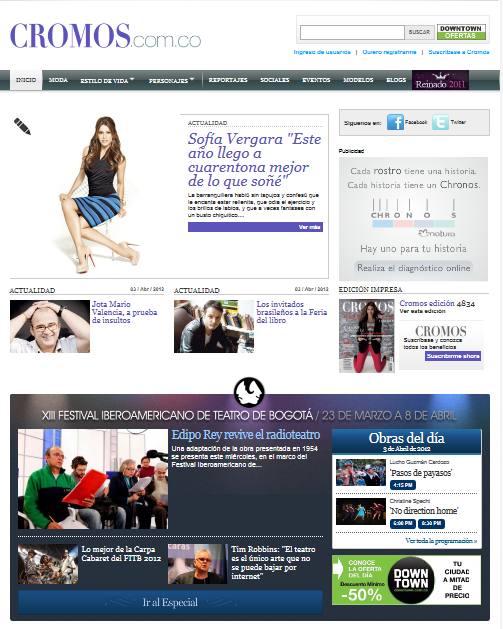 CROMOS.com.co
BUSCAR
DOWNTOWN
OFERTAS
Ingreso de usuarios | Quiero registrarme | Suscríbase a Cromos
INICIO MODA ESTILO DE VIDA PERSONAJES REPORTAJES SOCIALES EVENTOS MODELOS BLOGS Reinado 2011
ACTUALIDAD
Sofía Vergara "Este
año llego a
cuarentona mejor
de lo que soñé"
La barranquillera habló sin tapujos y confesó que
le encanta estar rellenita, que odia el ejercicio y
los brillos de labios, y que a veces fantasea con
un busto chiquito....
Ver más
Síguenos en: Facebook Twitter
Publicidad
Cada rostro tiene una historia.
Cada historia tiene un Chronos.
CHRONOS
natura
Hay uno para tu historia
Realiza el diagnóstico online
ACTUALIDAD 03 / Abr / 2012
Jota Mario
Valencia, a prueba
de insultos
ACTUALIDAD 03 / Abr / 2012
Los invitados
brasileños a la Feria
del libro
EDICIÓN IMPRESA
CROMOS
Cromos edición 4834
Ver esta edición
CROMOS
Suscríbase y conozca
todos los beneficios
Suscribirme ahora
XIII FESTIVAL IBEROAMERICANO DE TEATRO DE BOGOTÁ / 23 DE MARZO A 8 DE ABRIL
Edipo Rey revive el radioteatro
Una adaptación de la obra presentada en 1954
se presenta este miércoles, en el marco del
Festival Iberoamericano de...
Lo mejor de la Carpa
Cabaret del FITB 2012
caras
Tim Robbins: "El teatro
es el único arte que no
se puede bajar por
internet"
Ir al Especial
Obras del día
3 de Abril de 2012
Lucho Guzmán Cardozo
'Pasos de payasos'
4:15 PM
Christine Specht
'No direction home'
6:00 PM 8:30 PM
Ver toda la programación »
CONOCE
LA OFERTA
DEL DÍA
Descuento Mínimo
-50%
DOWN
TOWN
TU
CIUDAD
A MITAD
DE
PRECIO